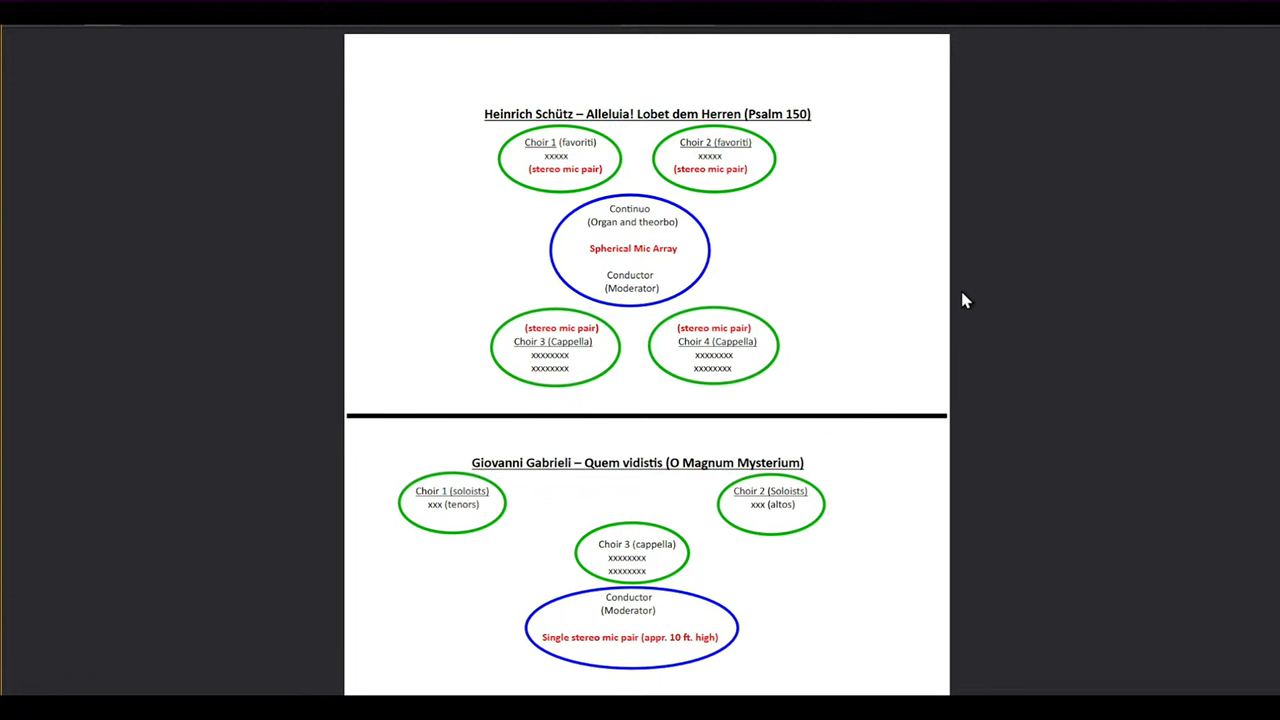 Heinrich Schütz – Alleluia! Lobet dem Herren (Psalm 150)
Choir 1 (favoriti)
xxxxx
(stereo mic pair)
Choir 2 (favoriti)
xxxxx
(stereo mic pair)
Continuo
(Organ and theorbo)
Spherical Mic Array
Conductor
(Moderator)
(stereo mic pair)
Choir 3 (Cappella)
xxxxxxxx
xxxxxxxx
(stereo mic pair)
Choir 4 (Cappella)
xxxxxxxx
xxxxxxxx
Giovanni Gabrieli – Quem vidistis (O Magnum Mysterium)
Choir 1 (soloists)
xxx (tenors)
Choir 2 (Soloists)
xxx (altos)
Choir 3 (cappella)
xxxxxxxx
xxxxxxxx
Conductor
(Moderator)
Single stereo mic pair (appr. 10 ft. high)